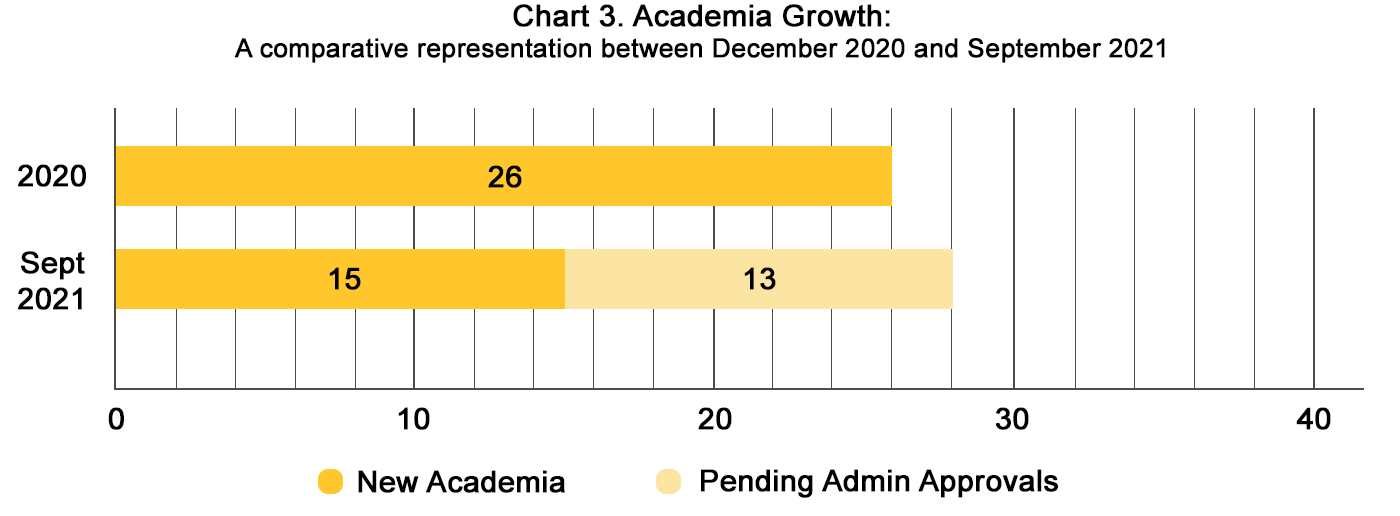 Chart 3. Academia Growth:
A comparative representation between December 2020 and September 2021
2020
26
Sept
2021
15
13
0
10
20
30
40
New Academia
Pending Admin Approvals